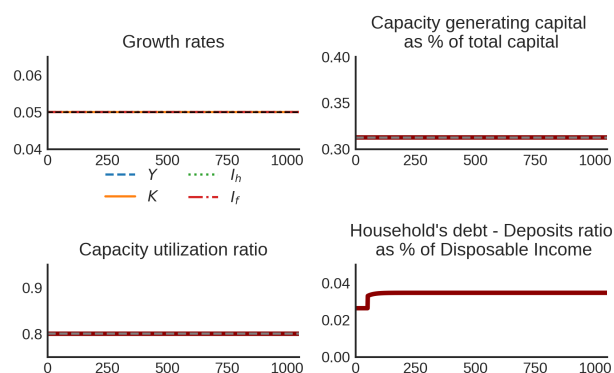 Growth rates
0.06
0.05
0.04
0 250 500 750 1000
Y
I_h
K
I_f
Capacity generating capital
as % of total capital
0.40
0.35
0.30
0 250 500 750 1000
Capacity utilization ratio
0.9
0.8
0 250 500 750 1000
Household's debt - Deposits ratio
as % of Disposable Income
0.04
0.02
0.00
0 250 500 750 1000